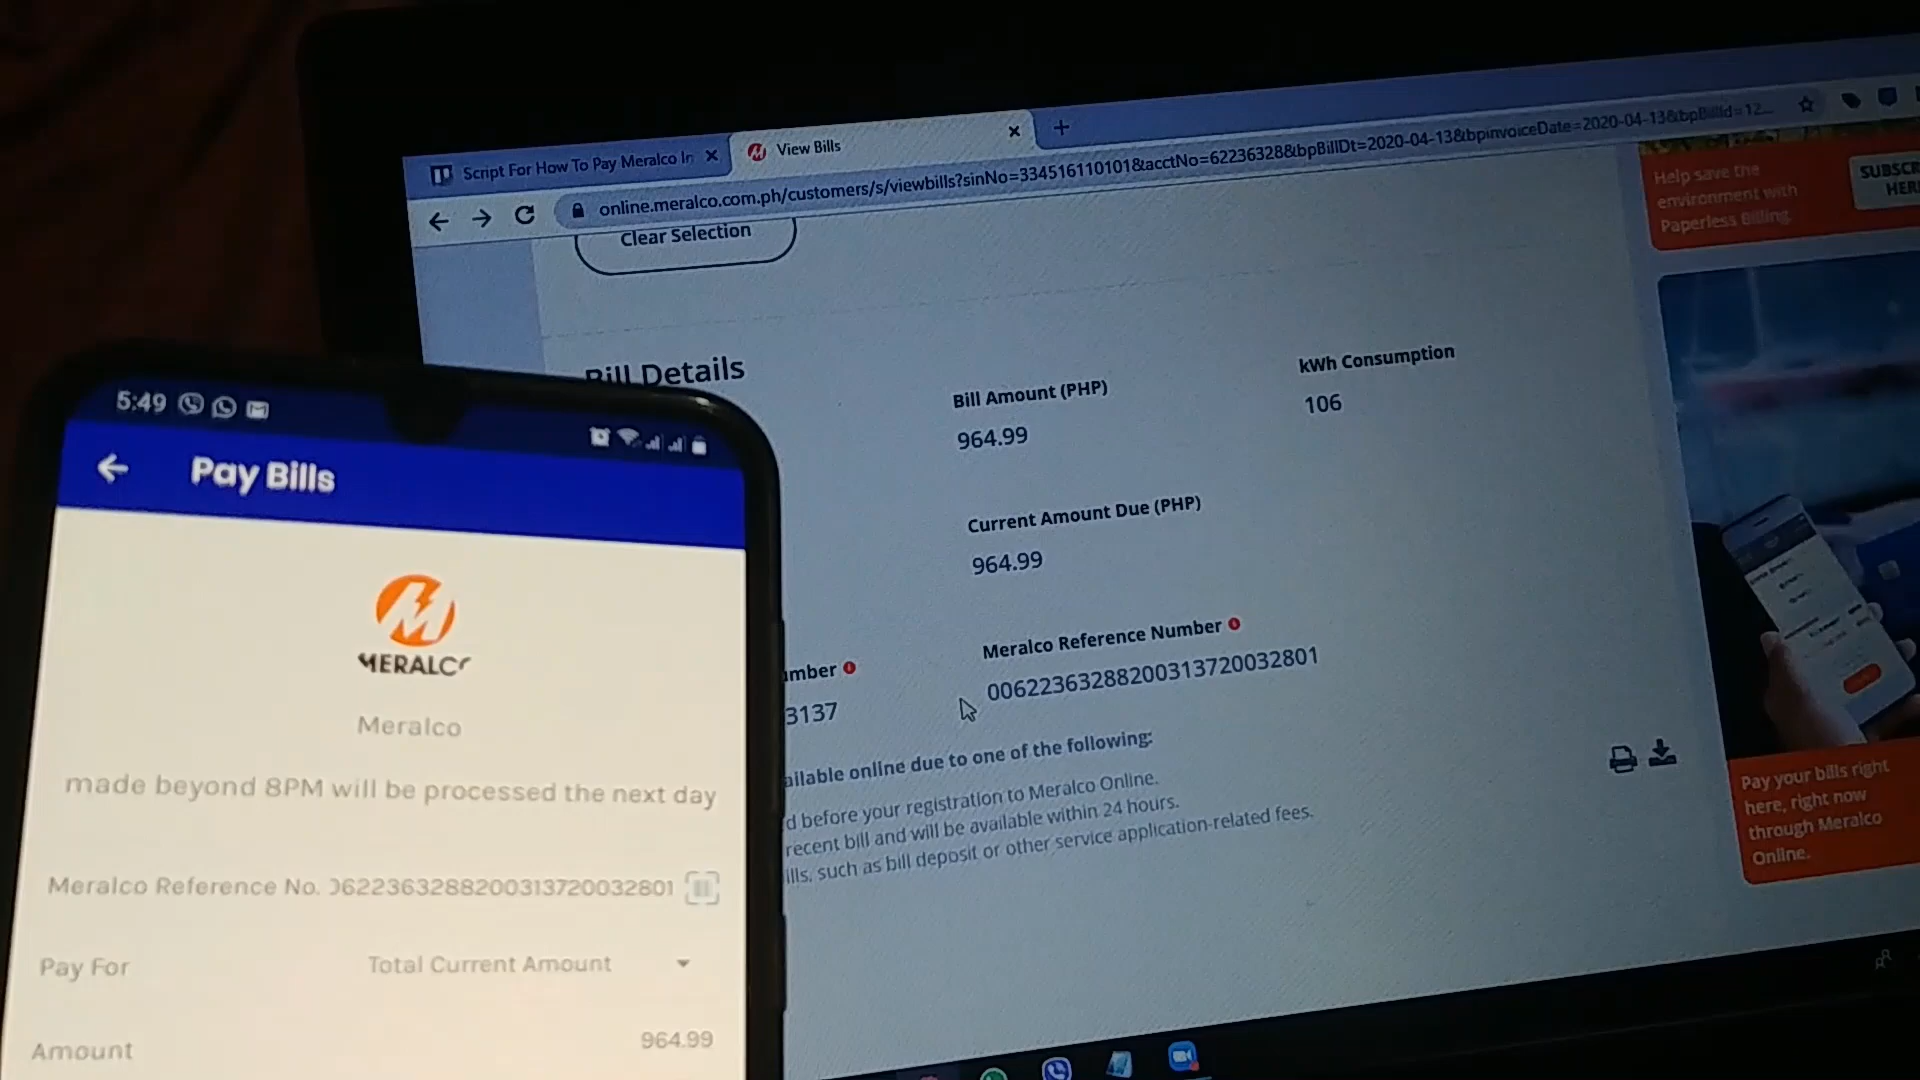 Script For How To Pay Meralco In
View Bills
online.meralco.com.ph/customers/s/viewbills?sinNo=334516110101&acctNo=62236328&bpBillDt=2020-04-13&bpinvoiceDate=2020-04-13&bpBillId=12...
Clear Selection
Bill Details
Bill Amount (PHP)
964.99
kWh Consumption
106
Current Amount Due (PHP)
964.99
umber
3137
Meralco Reference Number
00622363288200313720032801
ailable online due to one of the following:
d before your registration to Meralco Online.
recent bill and will be available within 24 hours.
ills, such as bill deposit or other service application-related fees.
Help save the
environment with
Paperless Billing
SUBSCR
HER
Pay your bills right
here, right now
through Meralco
Online.
5:49
Pay Bills
MERALCO
Meralco
made beyond 8PM will be processed the next day
Meralco Reference No. 0622363288200313720032801
Pay For
Total Current Amount
Amount
964.99